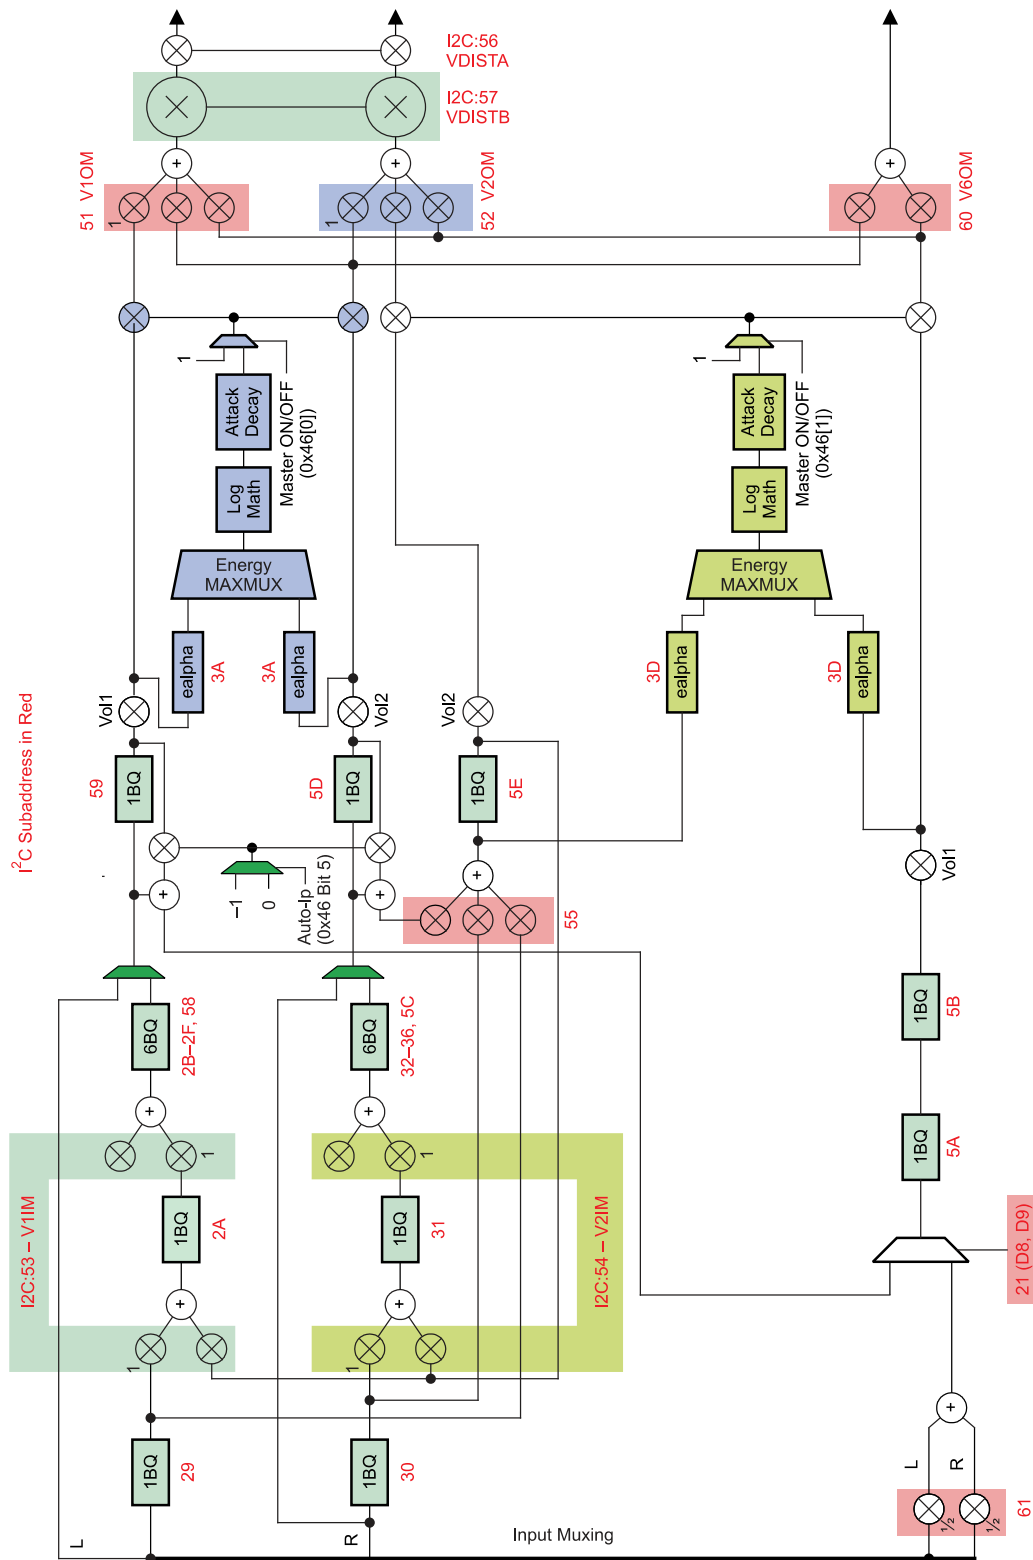 I²C Subaddress in Red
I2C:56
VDISTA
I2C:57
VDISTB
51 V1OM
52 V2OM
60 V6OM
1
1
1
1
Attack
Decay
Attack
Decay
Master ON/OFF
(0x46[0])
Master ON/OFF
(0x46[1])
Log
Math
Log
Math
Energy
MAXMUX
Energy
MAXMUX
ealpha
3A
ealpha
3A
3D
ealpha
3D
ealpha
Vol1
Vol2
Vol2
59
1BQ
5D
1BQ
1BQ
5E
Vol1
–1
0
Auto-lp
(0x46 Bit 5)
55
6BQ
2B–2F, 58
6BQ
32–36, 5C
1BQ
5B
1BQ
5A
1
1
I2C:53 – V1IM
1BQ
2A
1BQ
31
I2C:54 – V2IM
21 (D8, D9)
1
1
1BQ
29
1BQ
30
L
R
L
R
Input Muxing
½
½
61
+
+
+
+
+
+
+
+
+
+
+